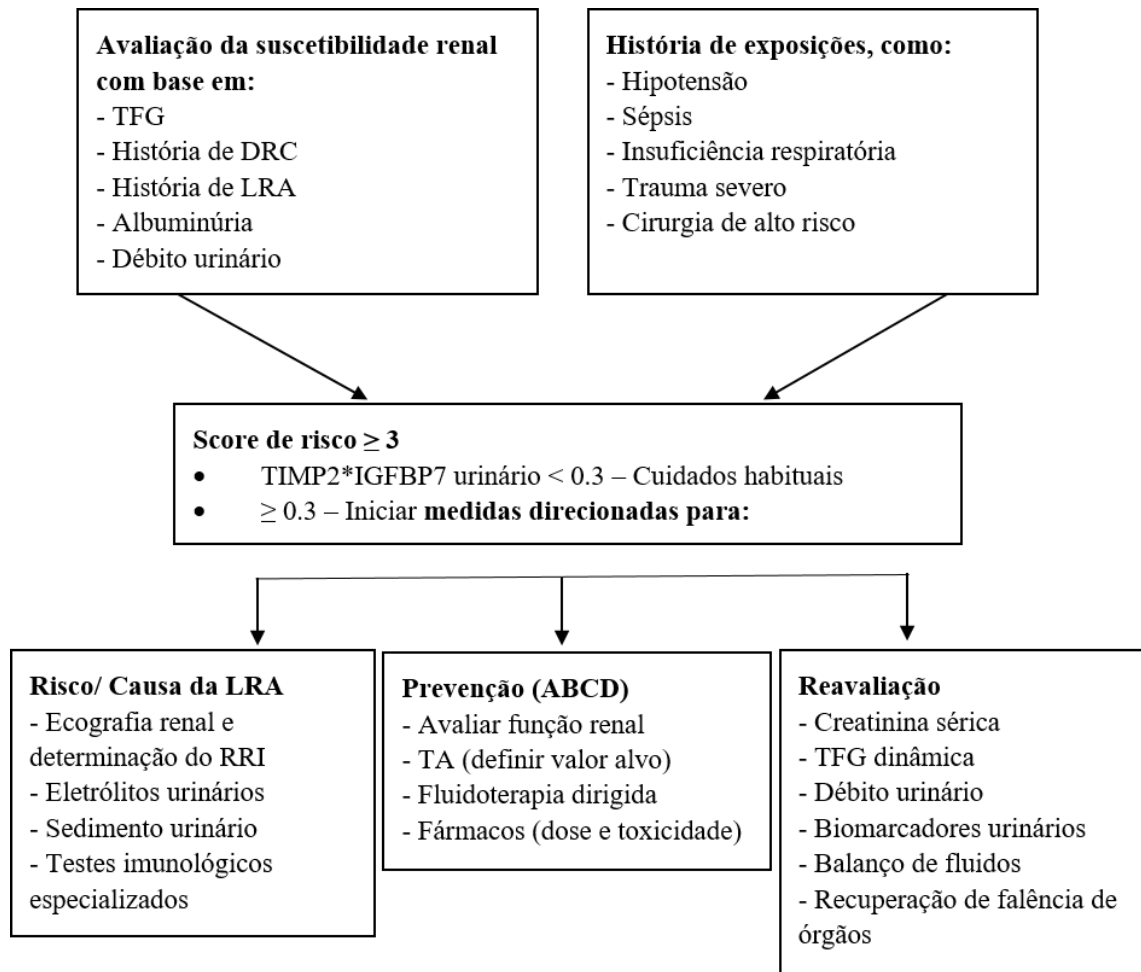 Avaliação da suscetibilidade renal
com base em:
- TFG
- História de DRC
- História de LRA
- Albuminúria
- Débito urinário
História de exposições, como:
- Hipotensão
- Sépsis
- Insuficiência respiratória
- Trauma severo
- Cirurgia de alto risco
Score de risco ≥ 3
• TIMP2*IGFBP7 urinário < 0.3 – Cuidados habituais
• ≥ 0.3 – Iniciar medidas direcionadas para:
Risco/ Causa da LRA
- Ecografia renal e
determinação do RRI
- Eletrólitos urinários
- Sedimento urinário
- Testes imunológicos
especializados
Prevenção (ABCD)
- Avaliar função renal
- TA (definir valor alvo)
- Fluidoterapia dirigida
- Fármacos (dose e toxicidade)
Reavaliação
- Creatinina sérica
- TFG dinâmica
- Débito urinário
- Biomarcadores urinários
- Balanço de fluidos
- Recuperação de falência de
órgãos